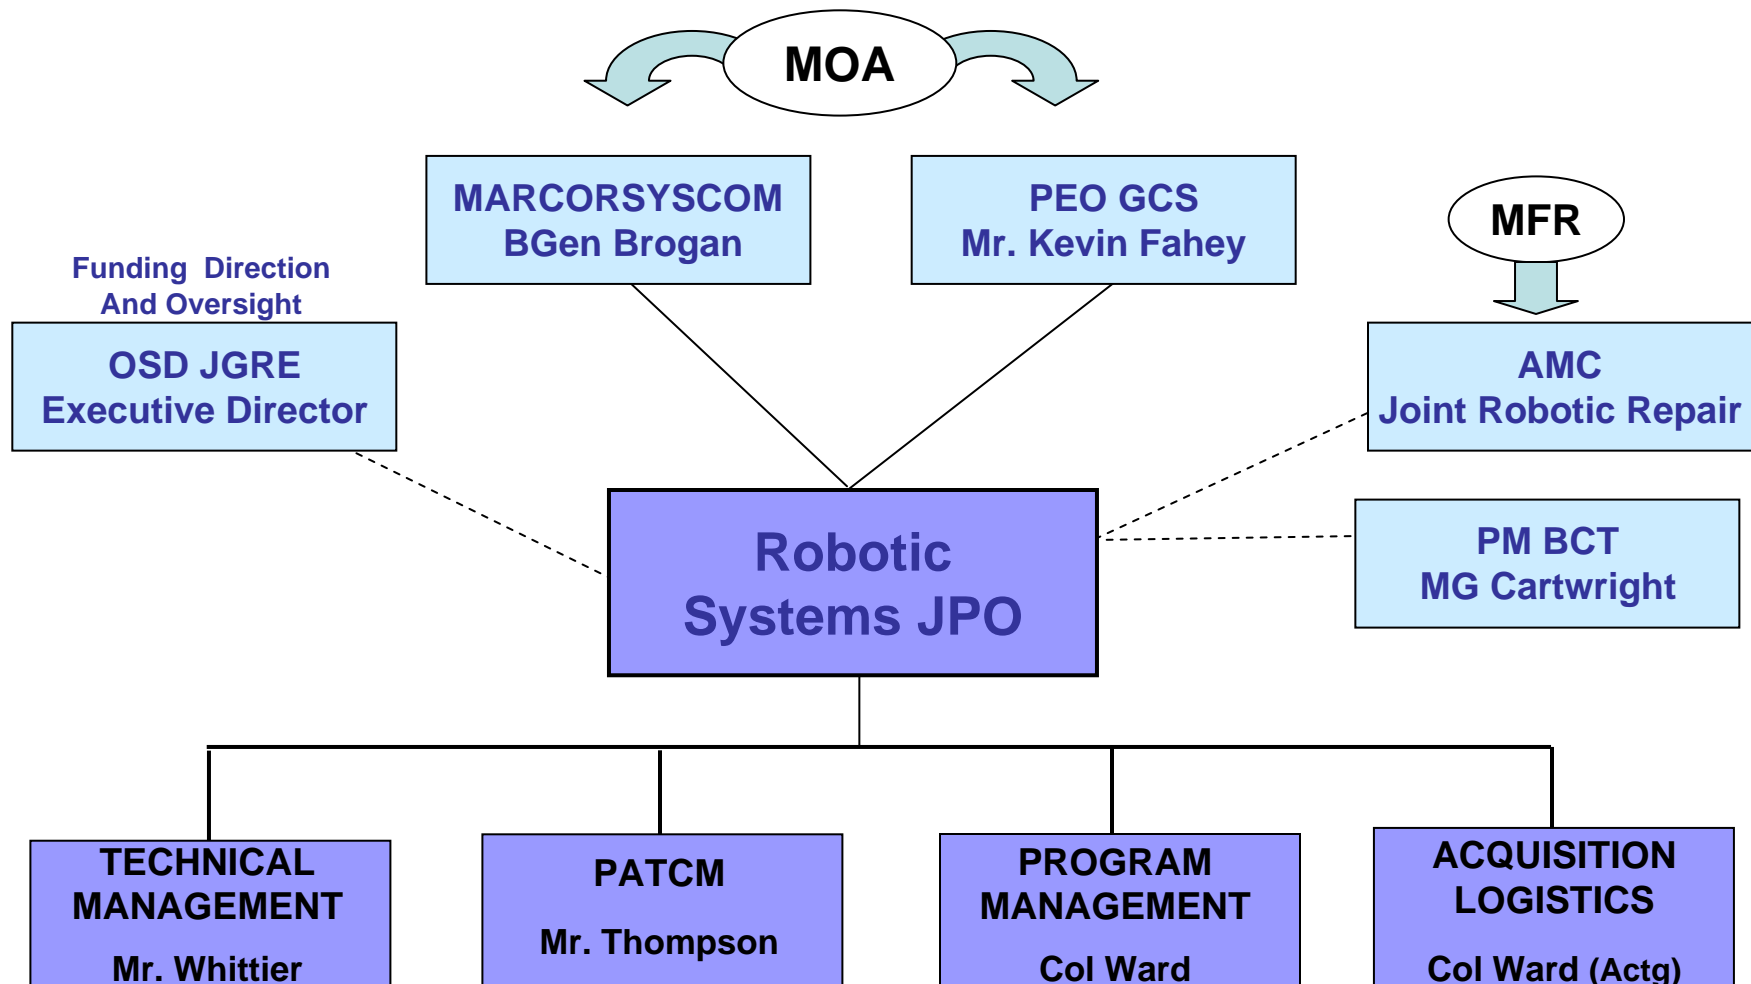 MOA
MARCORSYSCOM
BGen Brogan
PEO GCS
Mr. Kevin Fahey
MFR
Funding  Direction
And Oversight
OSD JGRE
Executive Director
AMC
Joint Robotic Repair
PM BCT
MG Cartwright
Robotic
Systems JPO
TECHNICAL
MANAGEMENT
Mr. Whittier
PATCM
Mr. Thompson
PROGRAM
MANAGEMENT
Col Ward
ACQUISITION
LOGISTICS
Col Ward (Actg)